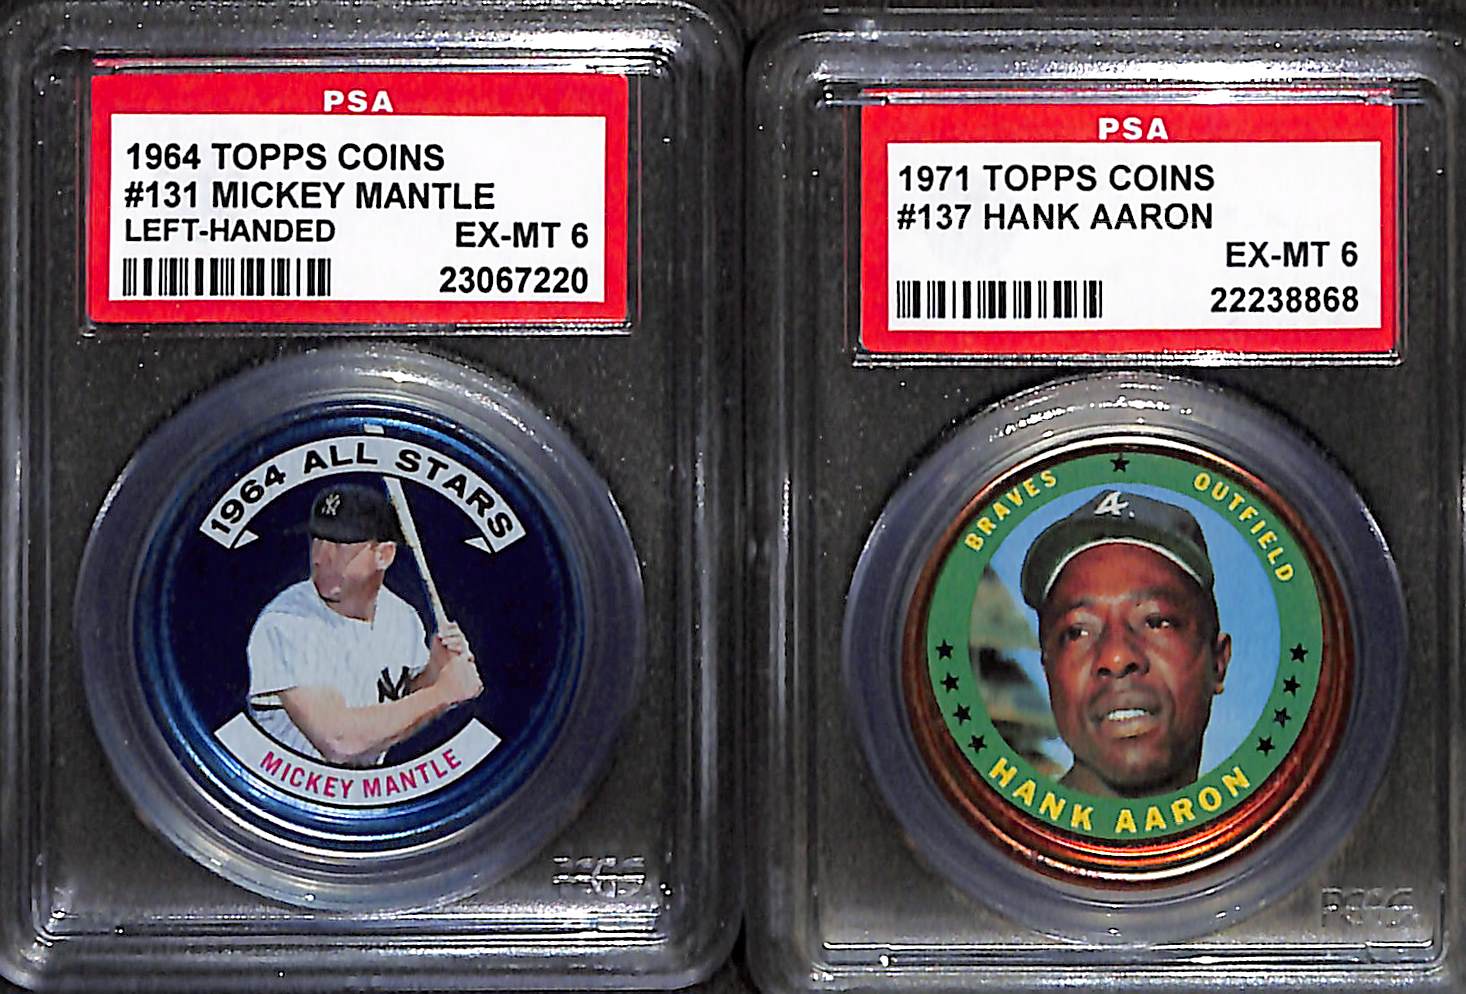 PSA
1964 TOPPS COINS
#131 MICKEY MANTLE
LEFT-HANDED
EX-MT 6
23067220
1964 ALL STARS
NY
MICKEY MANTLE
PSA
1971 TOPPS COINS
#137 HANK AARON
EX-MT 6
22238868
BRAVES
OUTFIELD
A
HANK AARON